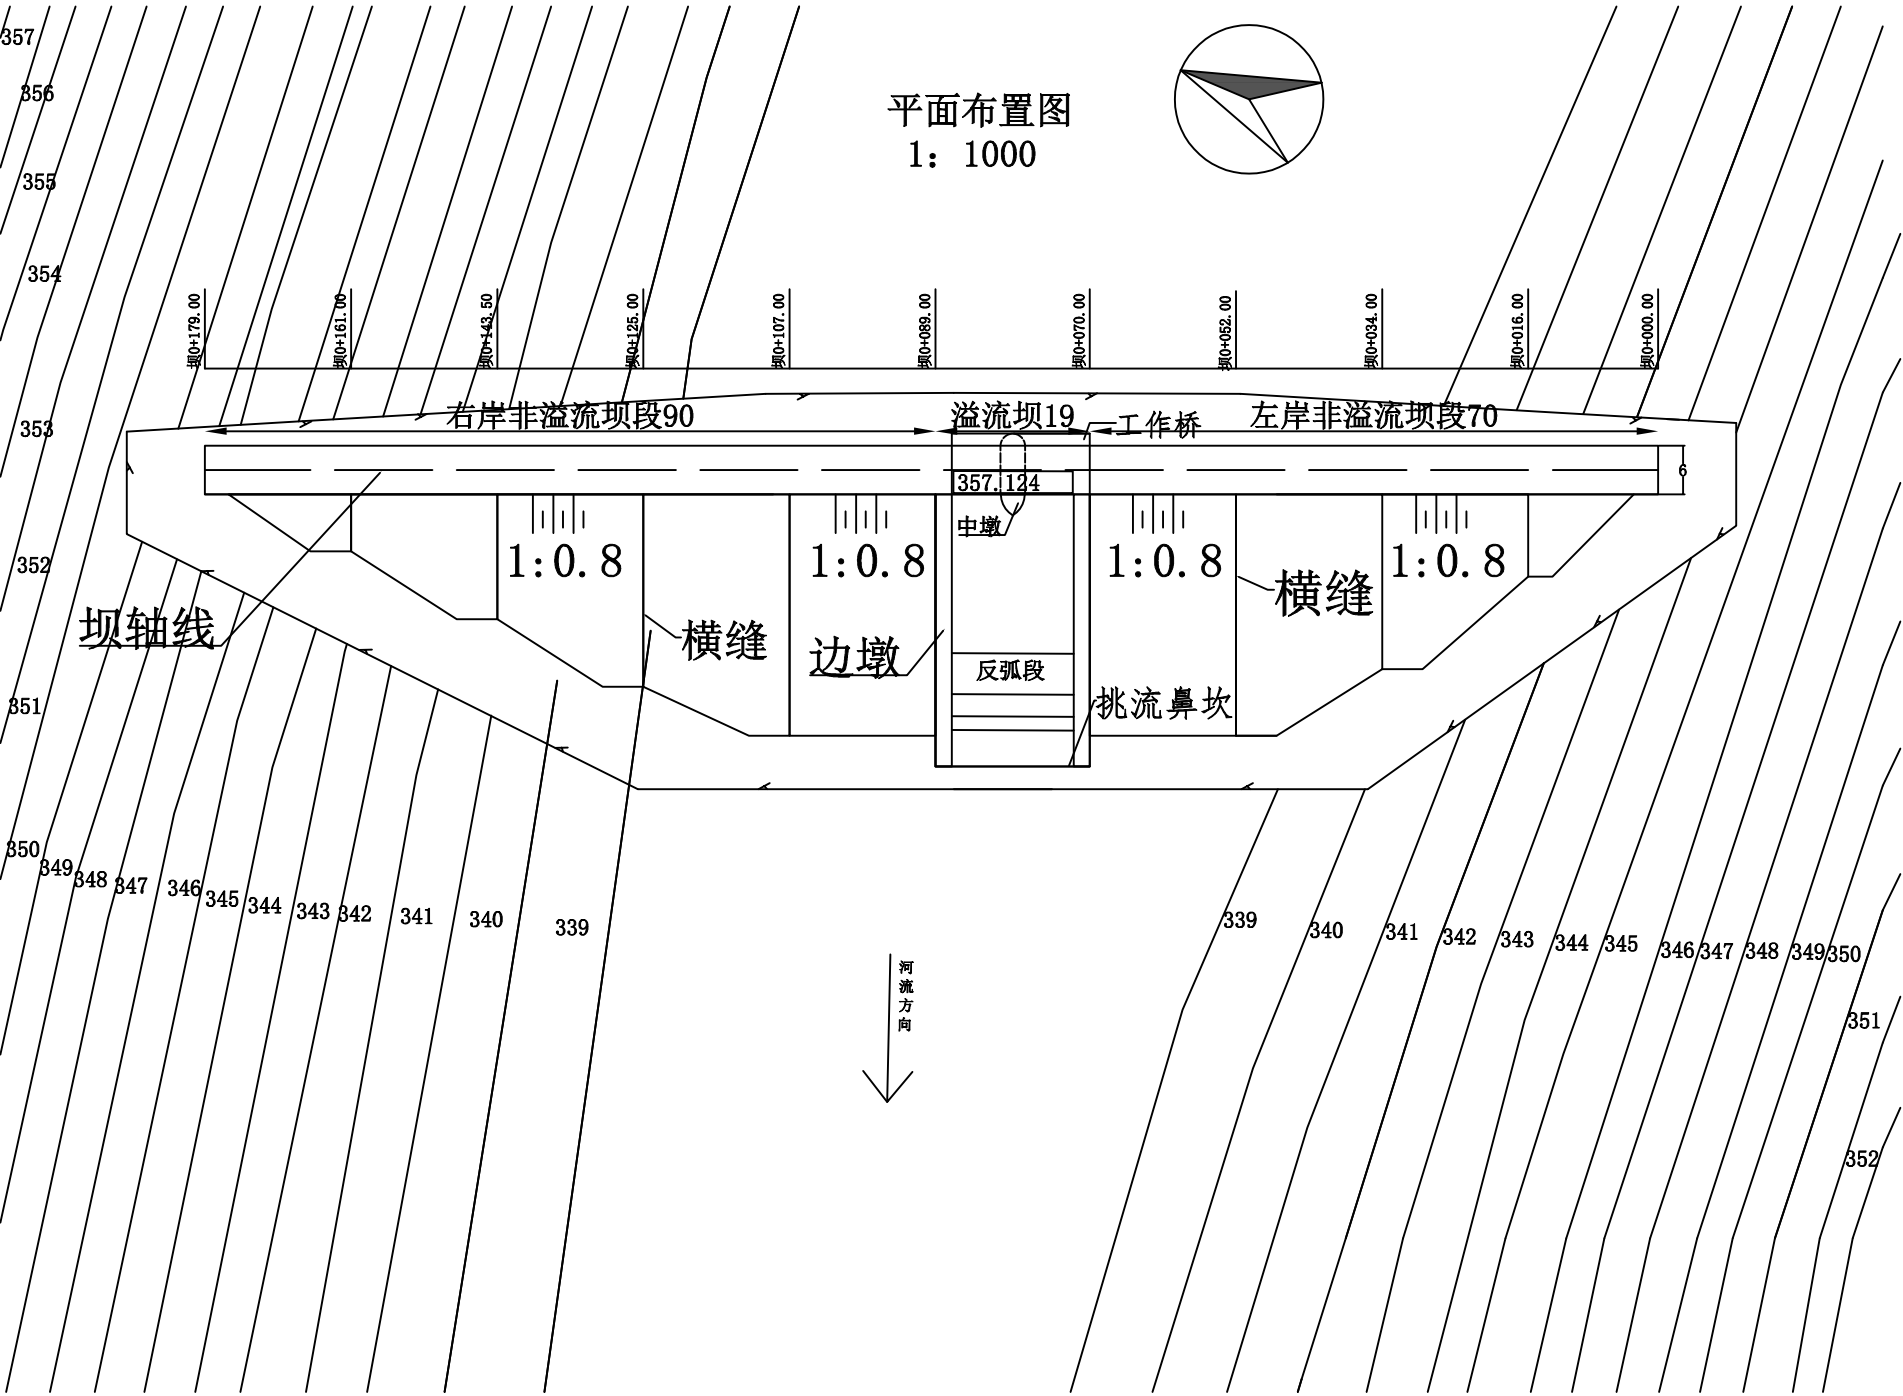 平面布置图
1：1000
357
356
355
354
353
352
351
350
349
348
347
346
345
344
343
342
341
340
339
坝0+179.00
坝0+161.00
坝0+143.50
坝0+125.00
坝0+107.00
坝0+089.00
坝0+070.00
坝0+052.00
坝0+034.00
坝0+016.00
坝0+000.00
右岸非溢流坝段90
溢流坝19
工作桥
左岸非溢流坝段70
6
357.124
中墩
1:0.8
1:0.8
1:0.8
1:0.8
坝轴线
横缝
边墩
横缝
反弧段
挑流鼻坎
河流方向
339
340
341
342
343
344
345
346
347
348
349
350
351
352